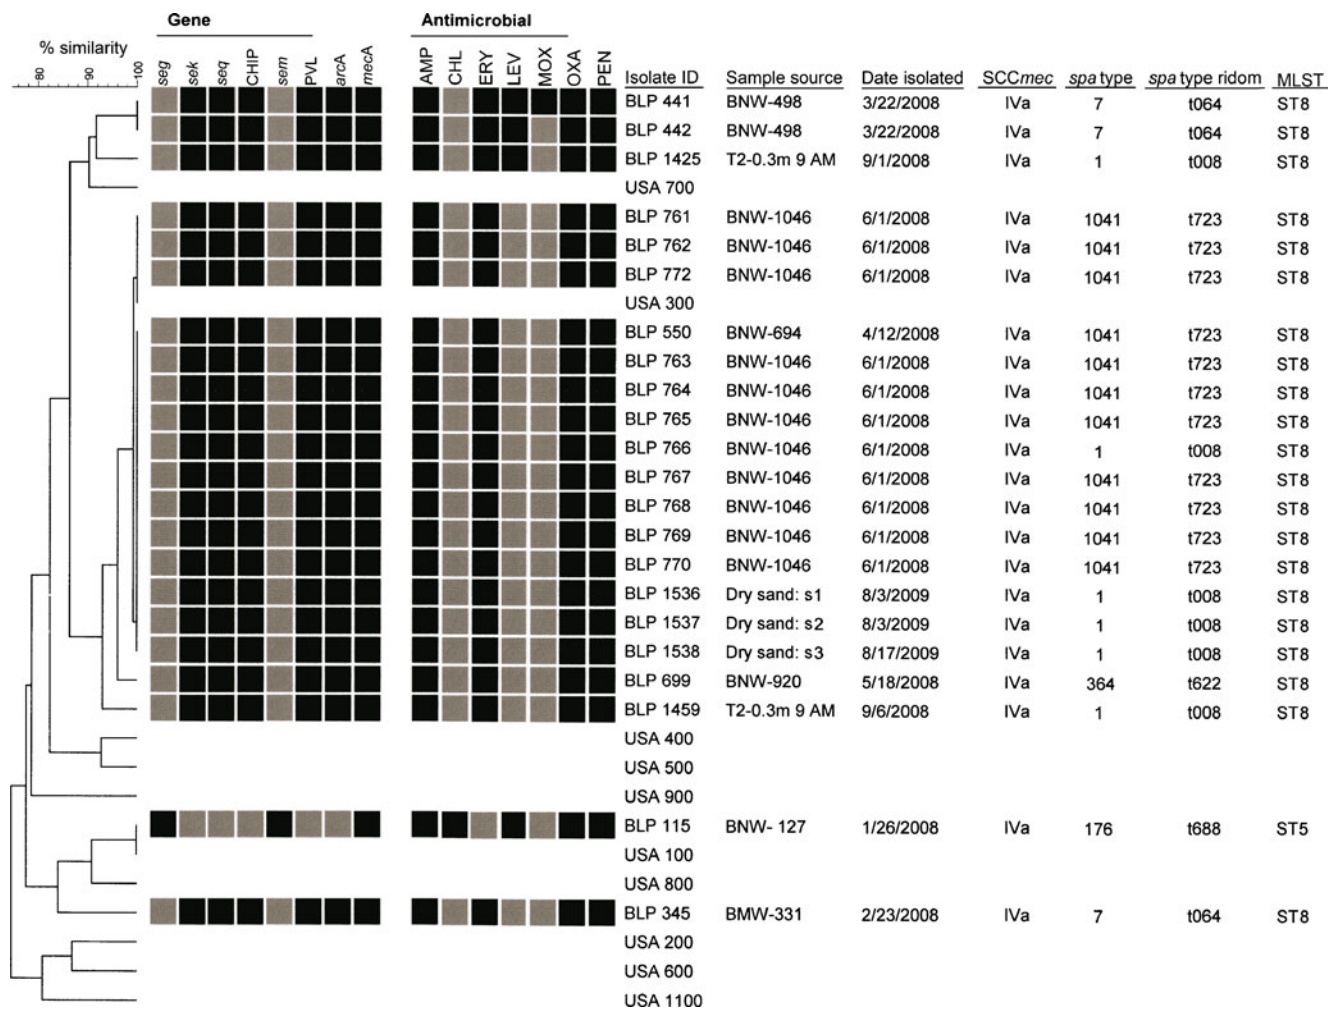 Gene Antimicrobial
% similarity
80 90 100
seg sek seq CHIP sem PVL arcA mecA AMP CHL ERY LEV MOX OXA PEN
Isolate ID Sample source Date isolated SCCmec spa type spa type ridom MLST
BLP 441 BNW-498 3/22/2008 IVa 7 t064 ST8
BLP 442 BNW-498 3/22/2008 IVa 7 t064 ST8
BLP 1425 T2-0.3m 9 AM 9/1/2008 IVa 1 t008 ST8
USA 700
BLP 761 BNW-1046 6/1/2008 IVa 1041 t723 ST8
BLP 762 BNW-1046 6/1/2008 IVa 1041 t723 ST8
BLP 772 BNW-1046 6/1/2008 IVa 1041 t723 ST8
USA 300
BLP 550 BNW-694 4/12/2008 IVa 1041 t723 ST8
BLP 763 BNW-1046 6/1/2008 IVa 1041 t723 ST8
BLP 764 BNW-1046 6/1/2008 IVa 1041 t723 ST8
BLP 765 BNW-1046 6/1/2008 IVa 1041 t723 ST8
BLP 766 BNW-1046 6/1/2008 IVa 1 t008 ST8
BLP 767 BNW-1046 6/1/2008 IVa 1041 t723 ST8
BLP 768 BNW-1046 6/1/2008 IVa 1041 t723 ST8
BLP 769 BNW-1046 6/1/2008 IVa 1041 t723 ST8
BLP 770 BNW-1046 6/1/2008 IVa 1041 t723 ST8
BLP 1536 Dry sand: s1 8/3/2009 IVa 1 t008 ST8
BLP 1537 Dry sand: s2 8/3/2009 IVa 1 t008 ST8
BLP 1538 Dry sand: s3 8/17/2009 IVa 1 t008 ST8
BLP 699 BNW-920 5/18/2008 IVa 364 t622 ST8
BLP 1459 T2-0.3m 9 AM 9/6/2008 IVa 1 t008 ST8
USA 400
USA 500
USA 900
BLP 115 BNW- 127 1/26/2008 IVa 176 t688 ST5
USA 100
USA 800
BLP 345 BMW-331 2/23/2008 IVa 7 t064 ST8
USA 200
USA 600
USA 1100